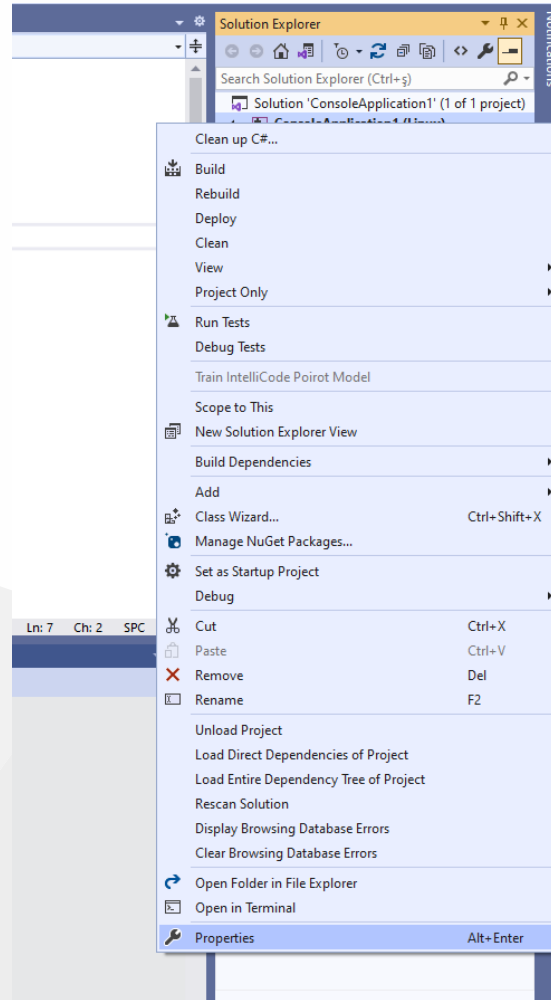 Solution Explorer
Search Solution Explorer (Ctrl+ş)
Solution 'ConsoleApplication1' (1 of 1 project)
ConsoleApplication1 (Linux)
Notifications
Clean up C#...
Build
Rebuild
Deploy
Clean
View
Project Only
Run Tests
Debug Tests
Train IntelliCode Poirot Model
Scope to This
New Solution Explorer View
Build Dependencies
Add
Class Wizard... Ctrl+Shift+X
Manage NuGet Packages...
Set as Startup Project
Debug
Ln: 7 Ch: 2 SPC
Cut Ctrl+X
Paste Ctrl+V
Remove Del
Rename F2
Unload Project
Load Direct Dependencies of Project
Load Entire Dependency Tree of Project
Rescan Solution
Display Browsing Database Errors
Clear Browsing Database Errors
Open Folder in File Explorer
Open in Terminal
Properties Alt+Enter